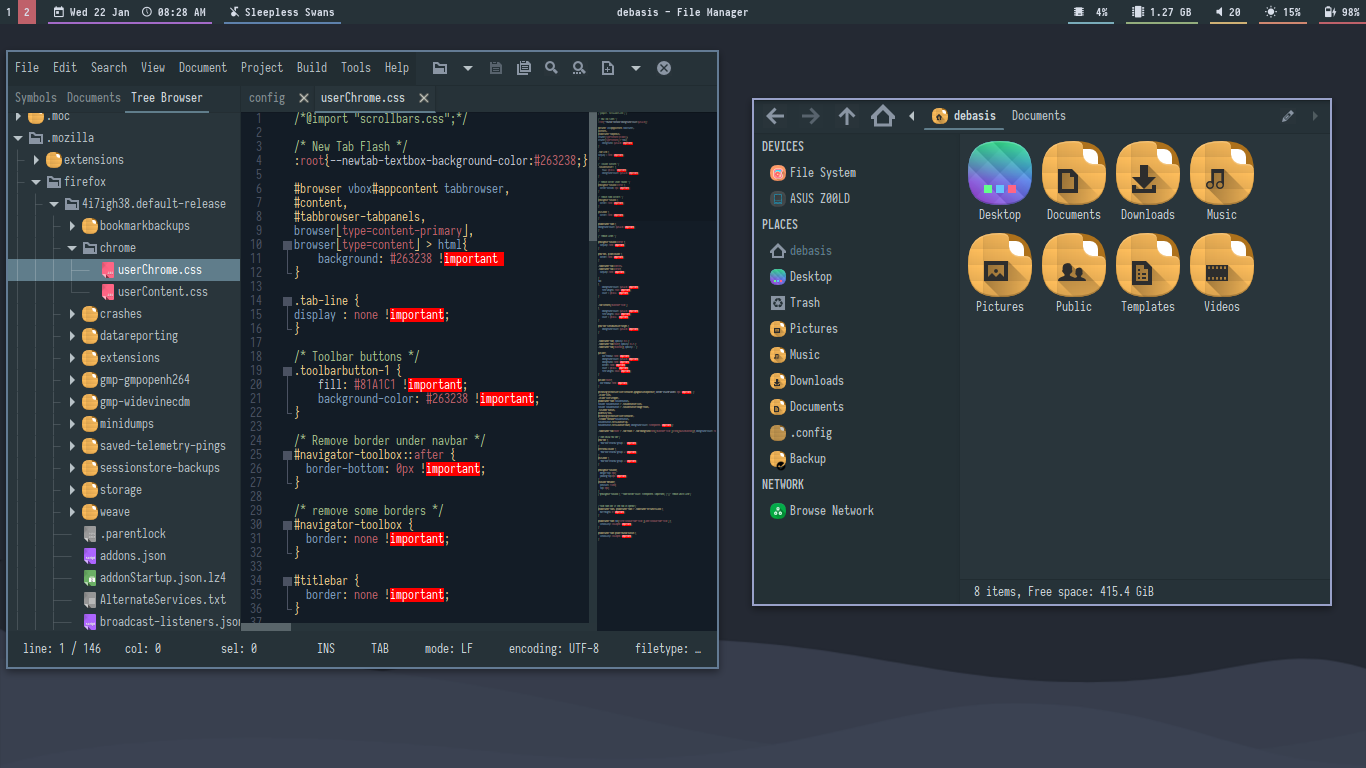 1 2 Wed 22 Jan 08:28 AM Sleepless Swans debasis - File Manager 4% 1.27 GB 20 15% 98%
File Edit Search View Document Project Build Tools Help
Symbols Documents Tree Browser
.moc
.mozilla
extensions
firefox
4i7igh38.default-release
bookmarkbackups
chrome
userChrome.css
userContent.css
crashes
datareporting
extensions
gmp-gmpopenh264
gmp-widevinecdm
minidumps
saved-telemetry-pings
sessionstore-backups
storage
weave
.parentlock
addons.json
addonStartup.json.lz4
AlternateServices.txt
broadcast-listeners.json
config userChrome.css
1 /*@import "scrollbars.css";*/
2
3 /* New Tab Flash */
4 :root{--newtab-textbox-background-color:#263238;}
5
6 #browser vbox#appcontent tabbrowser,
7 #content,
8 #tabbrowser-tabpanels,
9 browser[type=content-primary],
10 browser[type=content] > html{
11 background: #263238 !important
12 }
13
14 .tab-line {
15 display : none !important;
16 }
17
18 /* Toolbar buttons */
19 .toolbarbutton-1 {
20 fill: #81A1C1 !important;
21 background-color: #263238 !important;
22 }
23
24 /* Remove border under navbar */
25 #navigator-toolbox::after {
26 border-bottom: 0px !important;
27 }
28
29 /* remove some borders */
30 #navigator-toolbox {
31 border: none !important;
32 }
33
34 #titlebar {
35 border: none !important;
36 }
37
line: 1 / 146 col: 0 sel: 0 INS TAB mode: LF encoding: UTF-8 filetype: …
debasis Documents
DEVICES
File System
ASUS Z00LD
PLACES
debasis
Desktop
Trash
Pictures
Music
Downloads
Documents
.config
Backup
NETWORK
Browse Network
Desktop Documents Downloads Music
Pictures Public Templates Videos
8 items, Free space: 415.4 GiB